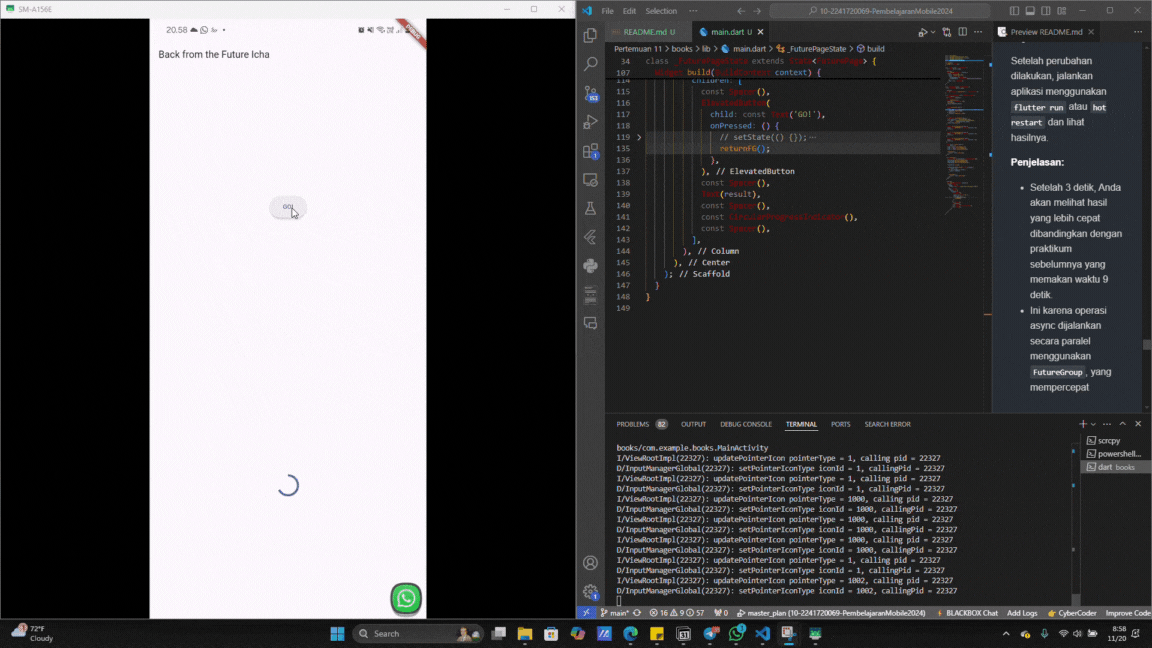 SM-A156E
20.58
Back from the Future Icha
GO!
File Edit Selection ···
10-2241720069-PembelajaranMobile2024
README.md U
main.dart U
Preview README.md
Pertemuan 11 > books > lib > main.dart > _FuturePageState > build
34 class _FuturePageState extends State<FuturePage> {
107 Widget build(BuildContext context) {
114 children: [
115 const Spacer(),
116 ElevatedButton(
117 child: const Text('GO!'),
118 onPressed: () {
119 // setState(() {}); ···
135 returnFG();
136 },
137 ), // ElevatedButton
138 const Spacer(),
139 Text(result),
140 const Spacer(),
141 const CircularProgressIndicator(),
142 const Spacer(),
143 ],
144 ), // Column
145 ), // Center
146 ); // Scaffold
147 }
148 }
149
Setelah perubahan
dilakukan, jalankan
aplikasi menggunakan
flutter run atau hot
restart dan lihat
hasilnya.
Penjelasan:
• Setelah 3 detik, Anda
akan melihat hasil
yang lebih cepat
dibandingkan dengan
praktikum
sebelumnya yang
memakan waktu 9
detik.
• Ini karena operasi
async dijalankan
secara paralel
menggunakan
FutureGroup, yang
mempercepat
153
1
PROBLEMS 82 OUTPUT DEBUG CONSOLE TERMINAL PORTS SEARCH ERROR
scrcpy
powershell...
dart books
books/com.example.books.MainActivity
I/ViewRootImpl(22327): updatePointerIcon pointerType = 1, calling pid = 22327
D/InputManagerGlobal(22327): setPointerIconType iconId = 1, callingPid = 22327
I/ViewRootImpl(22327): updatePointerIcon pointerType = 1, calling pid = 22327
D/InputManagerGlobal(22327): setPointerIconType iconId = 1, callingPid = 22327
I/ViewRootImpl(22327): updatePointerIcon pointerType = 1000, calling pid = 22327
D/InputManagerGlobal(22327): setPointerIconType iconId = 1000, callingPid = 22327
I/ViewRootImpl(22327): updatePointerIcon pointerType = 1000, calling pid = 22327
D/InputManagerGlobal(22327): setPointerIconType iconId = 1000, callingPid = 22327
I/ViewRootImpl(22327): updatePointerIcon pointerType = 1000, calling pid = 22327
D/InputManagerGlobal(22327): setPointerIconType iconId = 1000, callingPid = 22327
I/ViewRootImpl(22327): updatePointerIcon pointerType = 1, calling pid = 22327
D/InputManagerGlobal(22327): setPointerIconType iconId = 1, callingPid = 22327
I/ViewRootImpl(22327): updatePointerIcon pointerType = 1002, calling pid = 22327
D/InputManagerGlobal(22327): setPointerIconType iconId = 1002, callingPid = 22327
1
main* 16 9 57 0 master_plan (10-2241720069-PembelajaranMobile2024) BLACKBOX Chat Add Logs CyberCoder Improve Code
72°F
Cloudy
Search
8:58
11/20